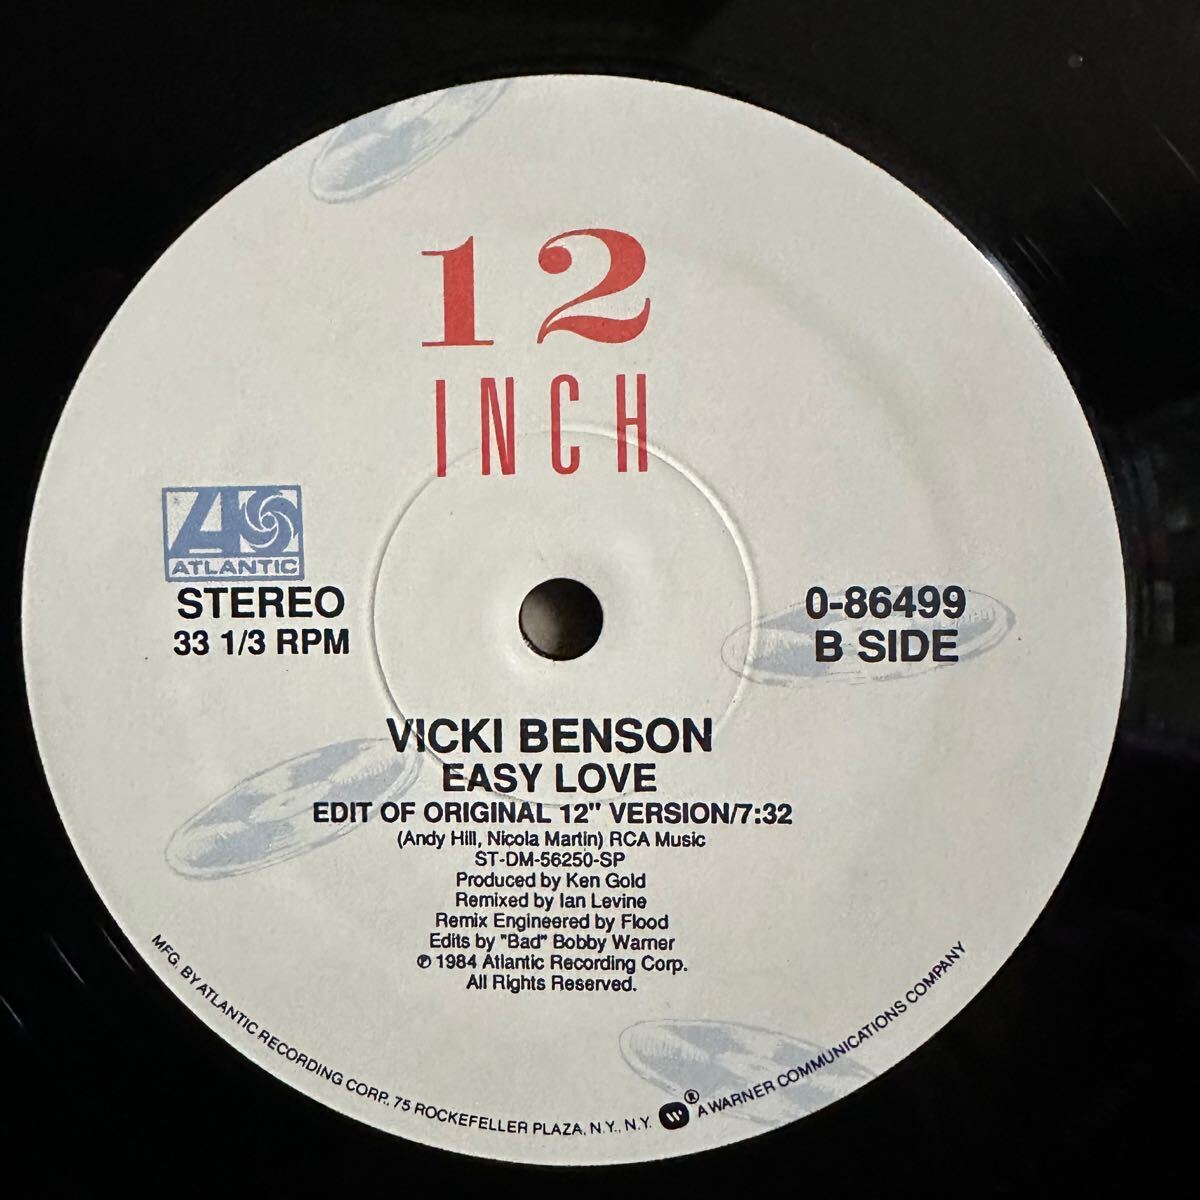 12
INCH
ATLANTIC
STEREO
33 1/3 RPM
0-86499
B SIDE
VICKI BENSON
EASY LOVE
EDIT OF ORIGINAL 12" VERSION/7:32
(Andy Hill, Nicola Martin) RCA Music
ST-DM-56250-SP
Produced by Ken Gold
Remixed by Ian Levine
Remix Engineered by Flood
Edits by "Bad" Bobby Warner
℗ 1984 Atlantic Recording Corp.
All Rights Reserved.
MFG. BY ATLANTIC RECORDING CORP., 75 ROCKEFELLER PLAZA, N.Y., N.Y. ® A WARNER COMMUNICATIONS COMPANY